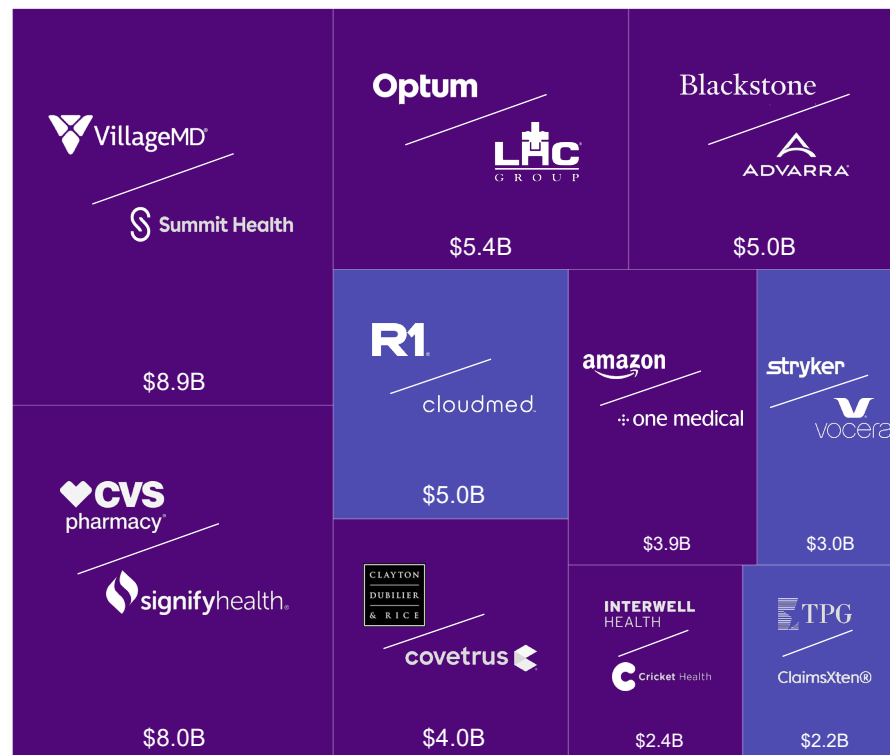 VillageMD
Summit Health
$8.9B
Optum
LHC
GROUP
$5.4B
Blackstone
ADVARRA
$5.0B
R1
cloudmed
$5.0B
amazon
one medical
$3.9B
stryker
vocera
$3.0B
CVS
pharmacy
signifyhealth
$8.0B
CLAYTON
DUBILIER
& RICE
covetrus
$4.0B
INTERWELL
HEALTH
Cricket Health
$2.4B
TPG
ClaimsXten®
$2.2B